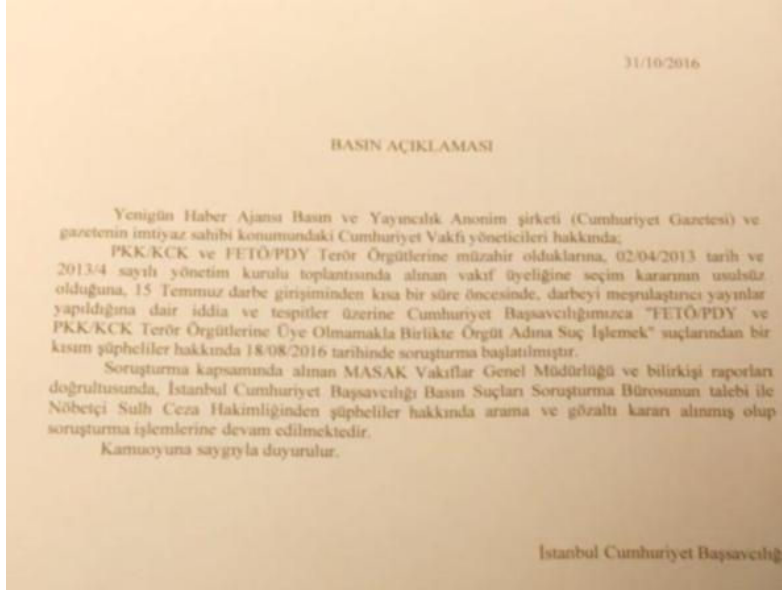 31/10/2016
BASIN AÇIKLAMASI
Yenigün Haber Ajansı Basın ve Yayıncılık Anonim şirketi (Cumhuriyet Gazetesi) ve
gazetenin imtiyaz sahibi konumundaki Cumhuriyet Vakfı yöneticileri hakkında;
PKK/KCK ve FETÖ/PDY Terör Örgütlerine müzahir olduklarına, 02/04/2013 tarih ve
2013/4 sayılı yönetim kurulu toplantısında alınan vakıf üyeliğine seçim kararının usulsüz
olduğuna, 15 Temmuz darbe girişiminden kısa bir süre öncesinde, darbeyi meşrulaştırıcı yayınlar
yapıldığına dair iddia ve tespitler üzerine Cumhuriyet Başsavcılığımızca "FETÖ/PDY ve
PKK/KCK Terör Örgütlerine Üye Olmamakla Birlikte Örgüt Adına Suç İşlemek" suçlarından bir
kısım şüpheliler hakkında 18/08/2016 tarihinde soruşturma başlatılmıştır.
Soruşturma kapsamında alınan MASAK Vakıflar Genel Müdürlüğü ve bilirkişi raporları
doğrultusunda, İstanbul Cumhuriyet Başsavcılığı Basın Suçları Soruşturma Bürosunun talebi ile
Nöbetçi Sulh Ceza Hakimliğinden şüpheliler hakkında arama ve gözaltı kararı alınmış olup
soruşturma işlemlerine devam edilmektedir.
Kamuoyuna saygıyla duyurulur.
İstanbul Cumhuriyet Başsavcılığı